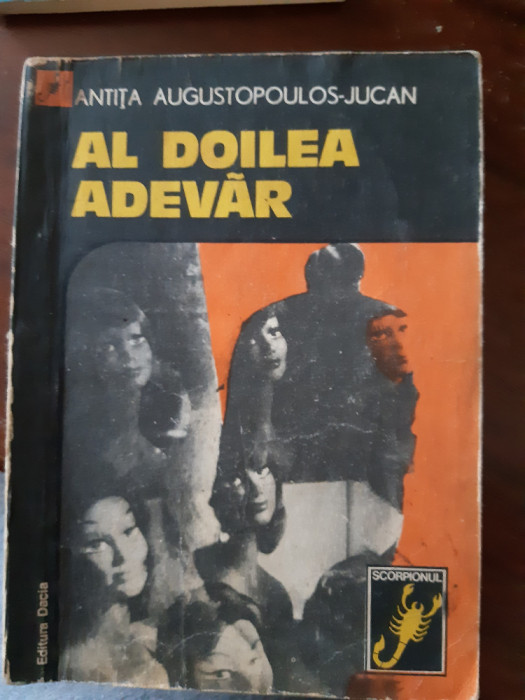 ANTIȚA AUGUSTOPOULOS-JUCAN
AL DOILEA
ADEVĂR
SCORPIONUL
Editura Dacia